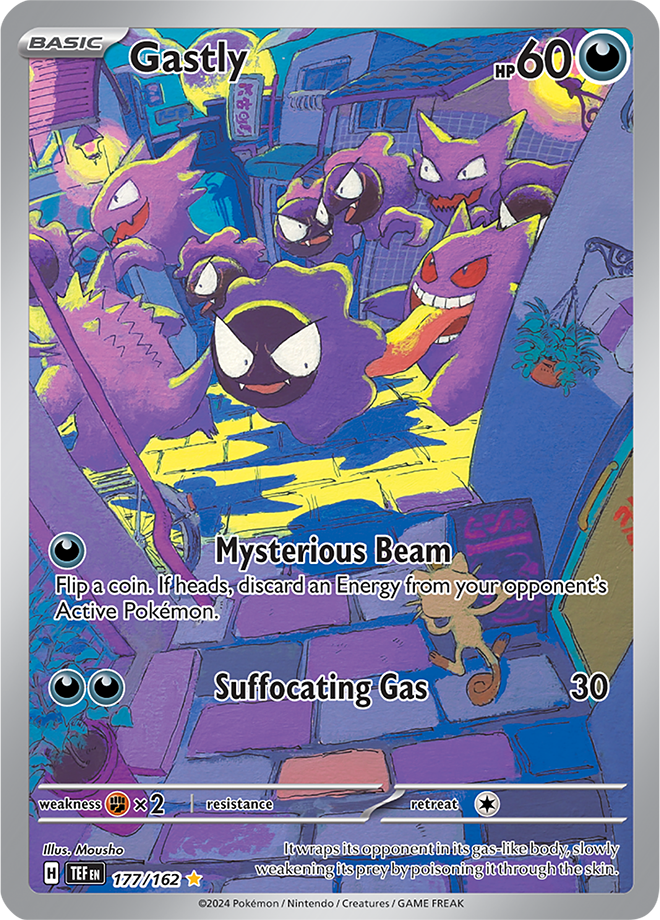 BASIC
Gastly
HP60
Mysterious Beam
Flip a coin. If heads, discard an Energy from your opponent's
Active Pokémon.
Suffocating Gas 30
weakness ×2 resistance retreat
Illus. Mousho
It wraps its opponent in its gas-like body, slowly
weakening its prey by poisoning it through the skin.
H TEF EN 177/162
©2024 Pokémon / Nintendo / Creatures / GAME FREAK